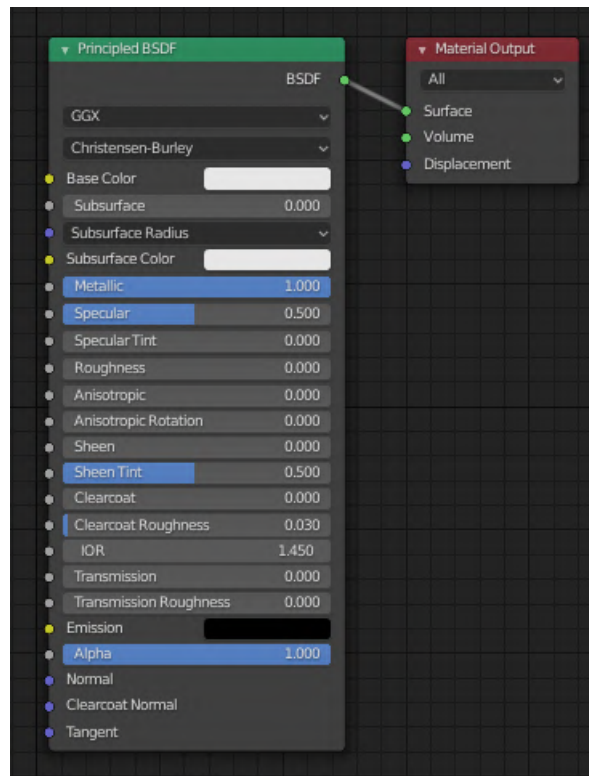 Principled BSDF
BSDF
GGX
Christensen-Burley
Base Color
Subsurface 0.000
Subsurface Radius
Subsurface Color
Metallic 1.000
Specular 0.500
Specular Tint 0.000
Roughness 0.000
Anisotropic 0.000
Anisotropic Rotation 0.000
Sheen 0.000
Sheen Tint 0.500
Clearcoat 0.000
Clearcoat Roughness 0.030
IOR 1.450
Transmission 0.000
Transmission Roughness 0.000
Emission
Alpha 1.000
Normal
Clearcoat Normal
Tangent
Material Output
All
Surface
Volume
Displacement